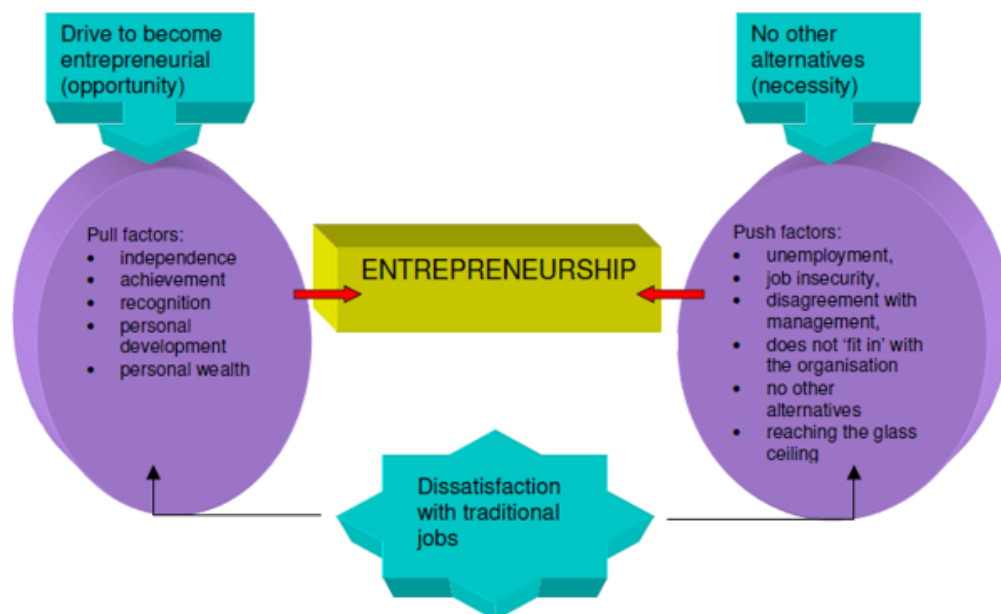 Drive to become
entrepreneurial
(opportunity)
No other
alternatives
(necessity)
Pull factors:
• independence
• achievement
• recognition
• personal
development
• personal wealth
ENTREPRENEURSHIP
Push factors:
• unemployment,
• job insecurity,
• disagreement with
management,
• does not ‘fit in’ with
the organisation
• no other
alternatives
• reaching the glass
ceiling
Dissatisfaction
with traditional
jobs